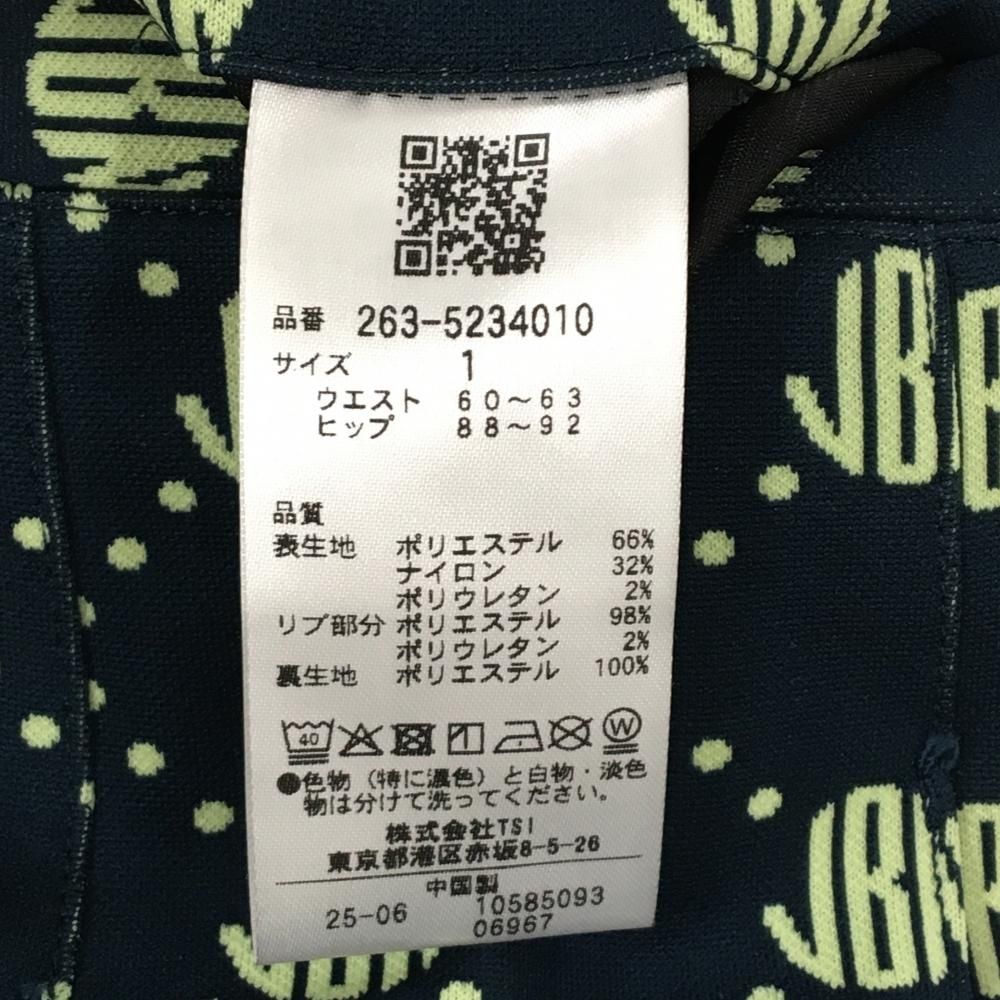 品番 263-5234010
サイズ 1
ウエスト 60～63
ヒップ 88～92
品質
表生地 ポリエステル 66%
ナイロン 32%
ポリウレタン 2%
リブ部分 ポリエステル 98%
ポリウレタン 2%
裏生地 ポリエステル 100%
40 W
●色物（特に濃色）と白物・淡色
物は分けて洗ってください。
株式会社TSI
東京都港区赤坂8-5-26
中国製
25-06 10585093
06967
JB
JB